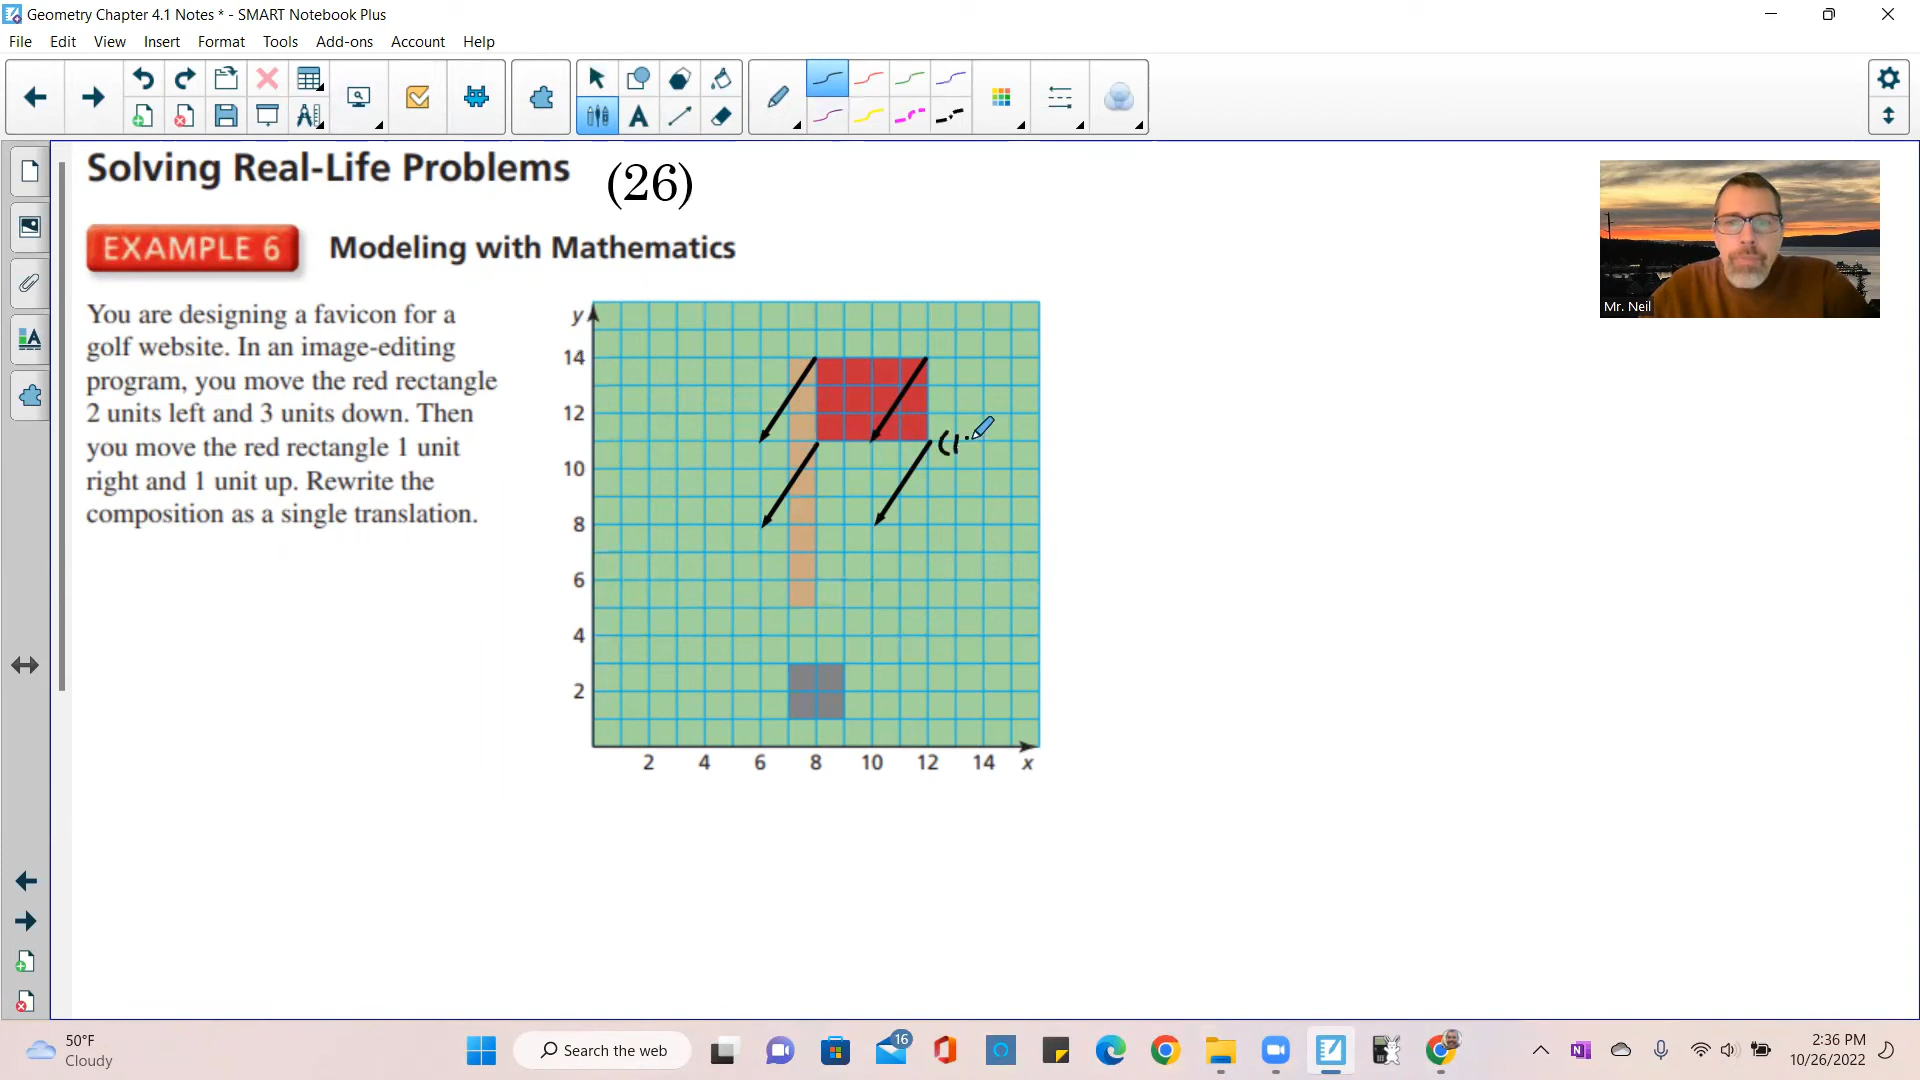 Geometry Chapter 4.1 Notes * - SMART Notebook Plus
File Edit View Insert Format Tools Add-ons Account Help
Solving Real-Life Problems (26)
EXAMPLE 6 Modeling with Mathematics
You are designing a favicon for a
golf website. In an image-editing
program, you move the red rectangle
2 units left and 3 units down. Then
you move the red rectangle 1 unit
right and 1 unit up. Rewrite the
composition as a single translation.
y
14
12
10
8
6
4
2
2 4 6 8 10 12 14 x
Mr. Neil
50°F
Cloudy
Search the web
16
2:36 PM
10/26/2022